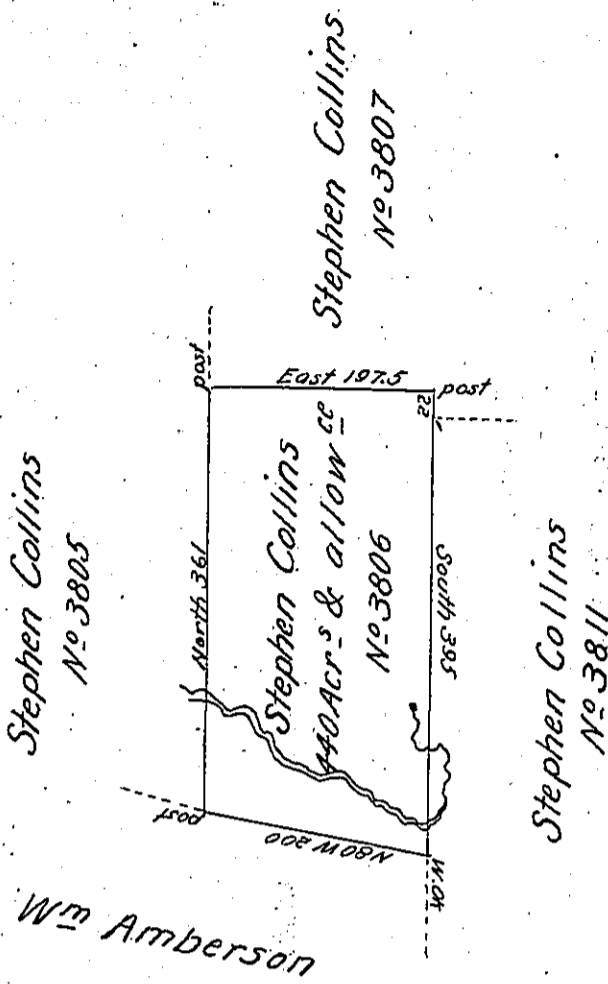 Stephen Collins
Nº 3807
Stephen Collins
Nº 3805
post
East 197.5
post
22
North 361
Stephen Collins
440 Acrs & allowce
Nº 3806
South 395
post
N80W 200
W.OK
Stephen Collins
Nº 3811
Wm Amberson